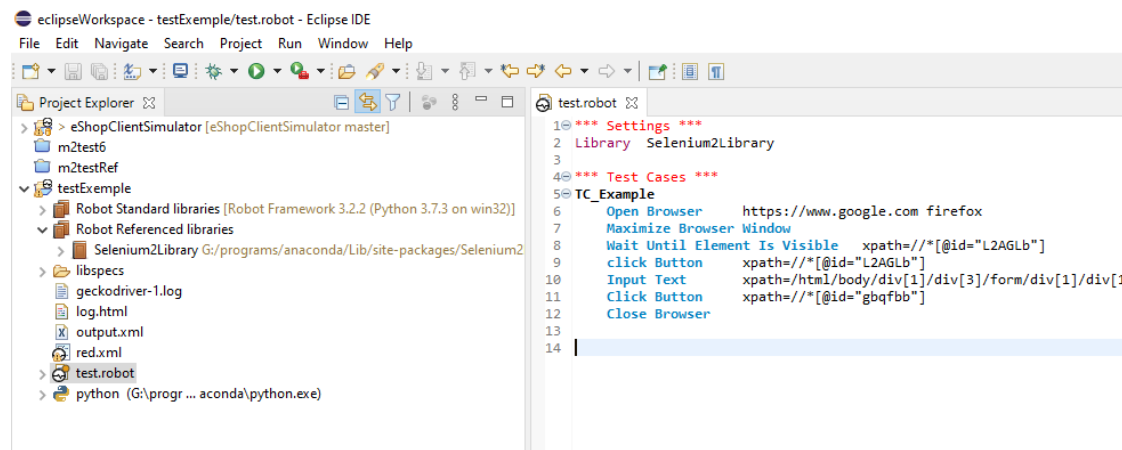 eclipseWorkspace - testExemple/test.robot - Eclipse IDE
File Edit Navigate Search Project Run Window Help
Project Explorer
> eShopClientSimulator [eShopClientSimulator master]
m2test6
m2testRef
testExemple
Robot Standard libraries [Robot Framework 3.2.2 (Python 3.7.3 on win32)]
Robot Referenced libraries
Selenium2Library G:/programs/anaconda/Lib/site-packages/Selenium2
libspecs
geckodriver-1.log
log.html
output.xml
red.xml
test.robot
python (G:\progr ... aconda\python.exe)
test.robot
1 *** Settings ***
2 Library Selenium2Library
3
4 *** Test Cases ***
5 TC_Example
6 Open Browser https://www.google.com firefox
7 Maximize Browser Window
8 Wait Until Element Is Visible xpath=//*[@id="L2AGLb"]
9 click Button xpath=//*[@id="L2AGLb"]
10 Input Text xpath=/html/body/div[1]/div[3]/form/div[1]/div[1
11 Click Button xpath=//*[@id="gbqfbb"]
12 Close Browser
13
14